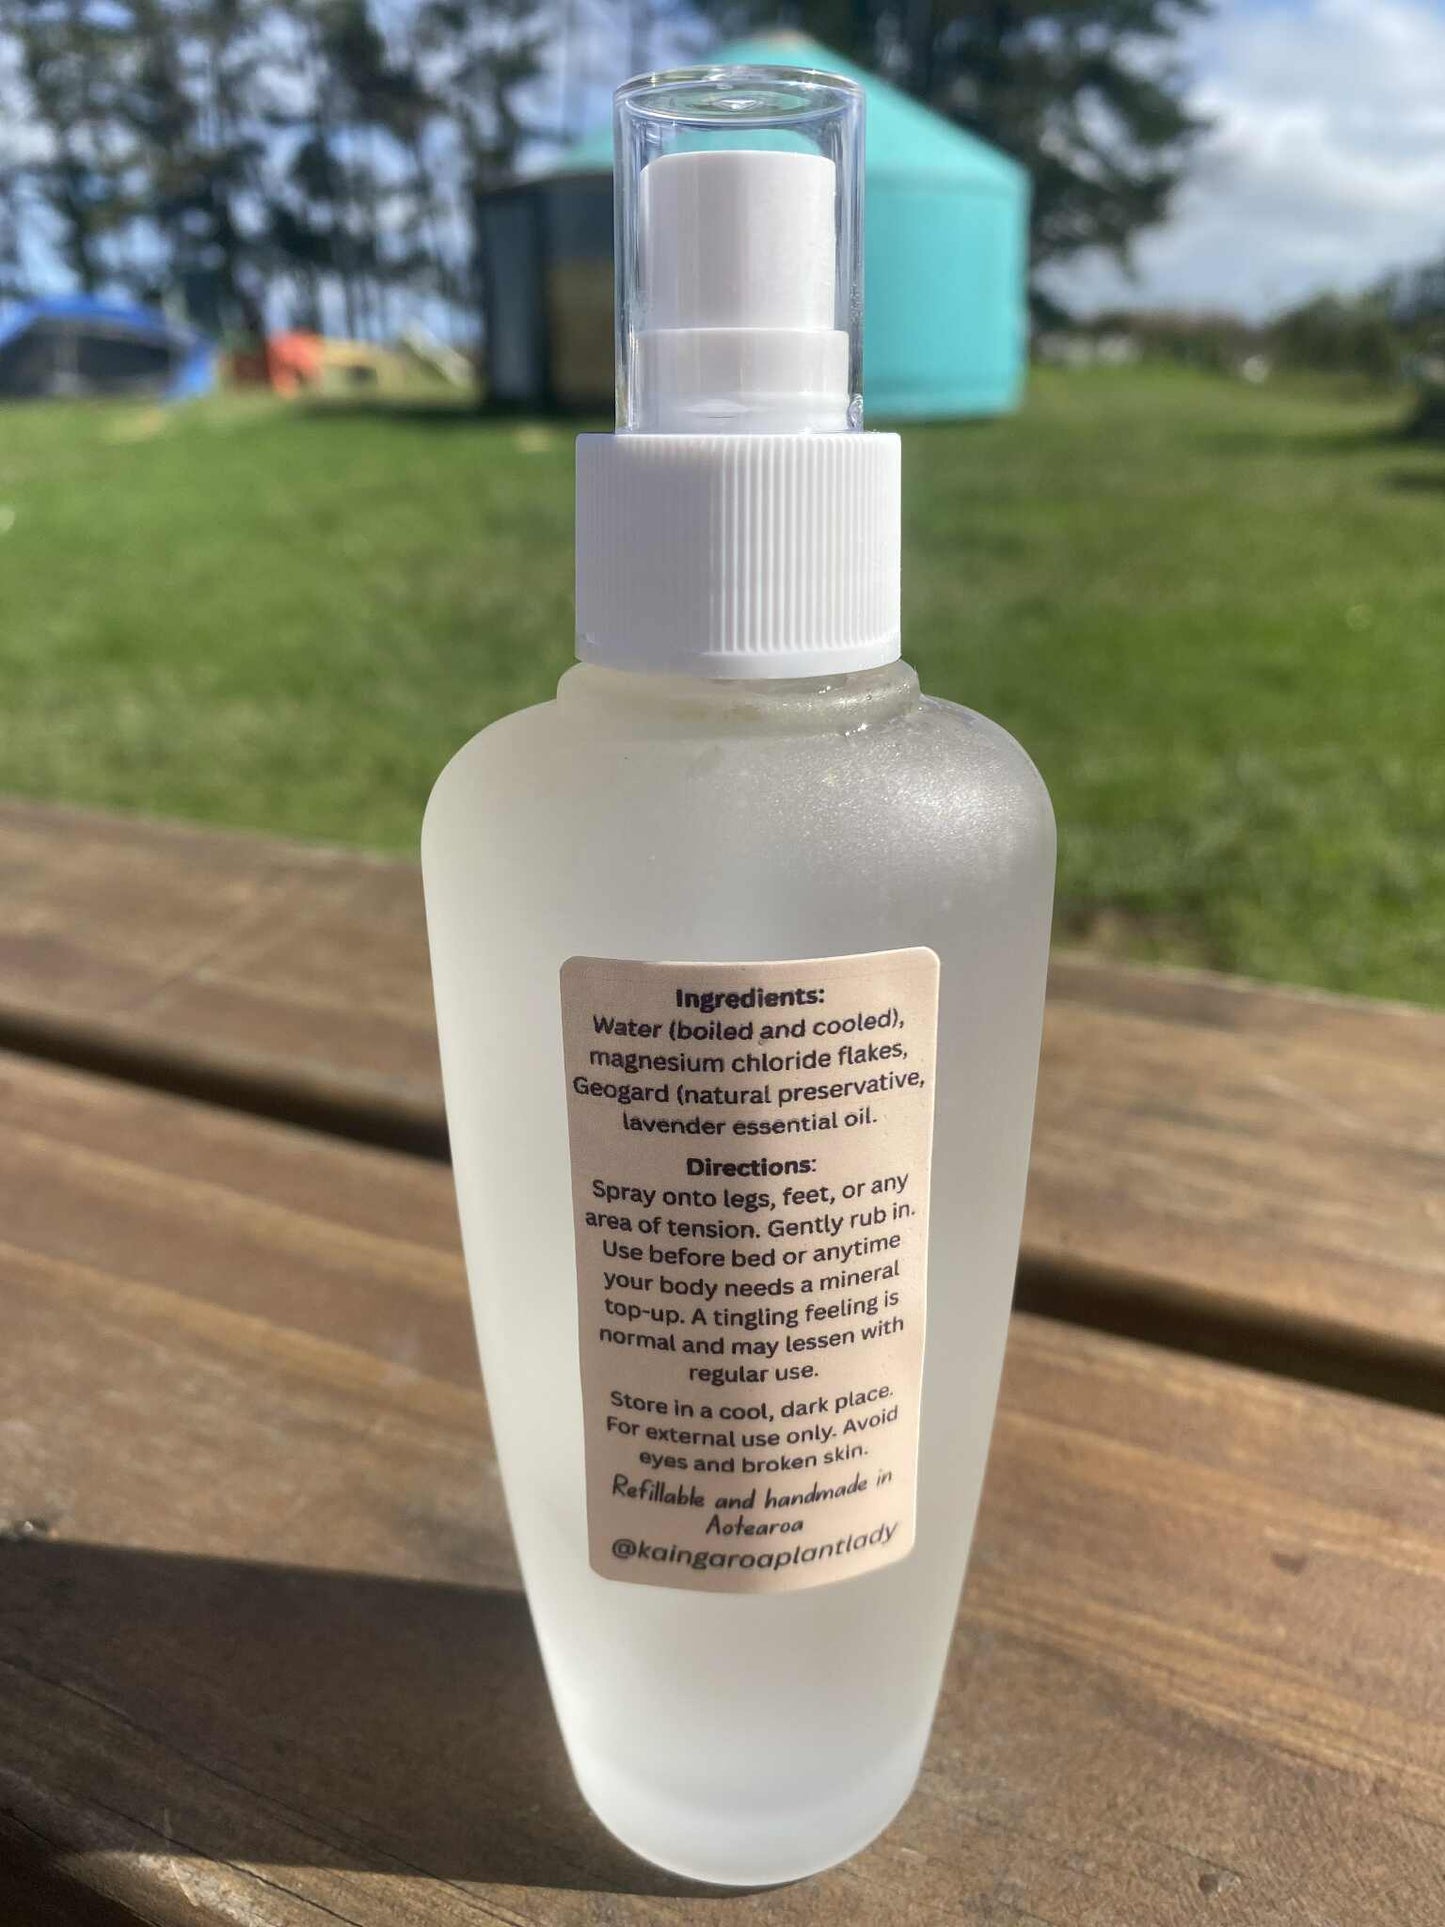 Ingredients:
Water (boiled and cooled),
magnesium chloride flakes,
Geogard (natural preservative,
lavender essential oil.
Directions:
Spray onto legs, feet, or any
area of tension. Gently rub in.
Use before bed or anytime
your body needs a mineral
top-up. A tingling feeling is
normal and may lessen with
regular use.
Store in a cool, dark place.
For external use only. Avoid
eyes and broken skin.
Refillable and handmade in
Aotearoa
@kaingaroaplantlady